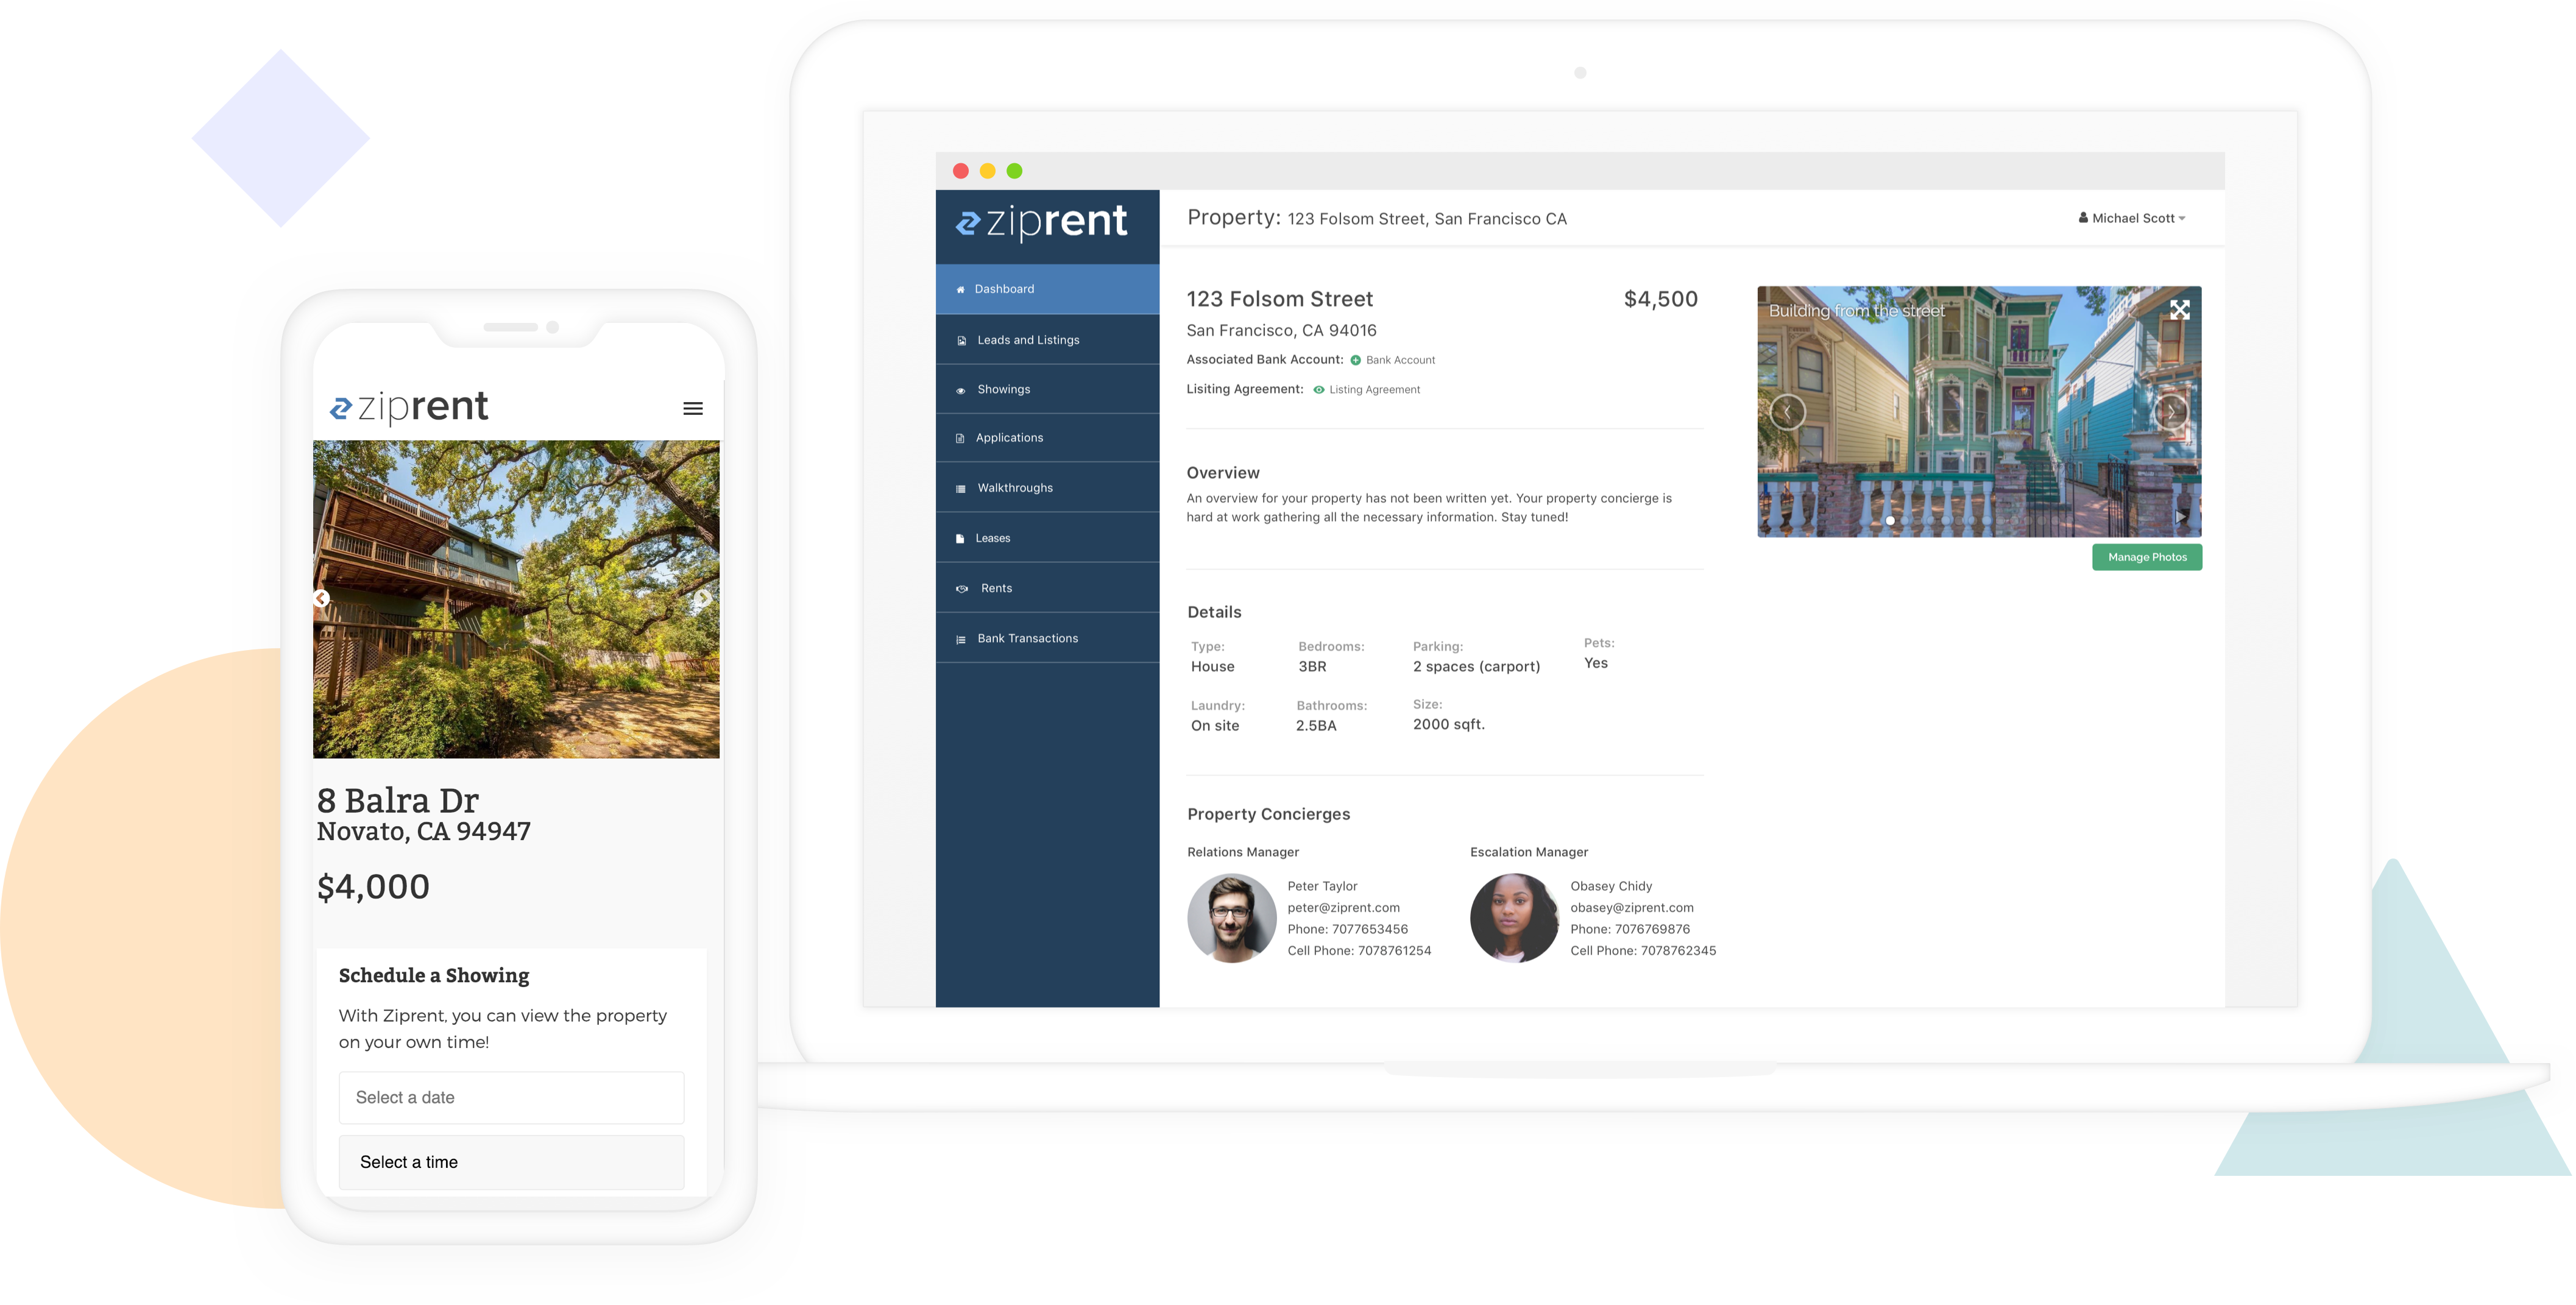 ziprent
8 Balra Dr
Novato, CA 94947
$4,000
Schedule a Showing
With Ziprent, you can view the property
on your own time!
Select a date
Select a time
ziprent
Dashboard
Leads and Listings
Showings
Applications
Walkthroughs
Leases
Rents
Bank Transactions
Property: 123 Folsom Street, San Francisco CA
Michael Scott
123 Folsom Street $4,500
San Francisco, CA 94016
Associated Bank Account: Bank Account
Lisiting Agreement: Listing Agreement
Building from the street
Manage Photos
Overview
An overview for your property has not been written yet. Your property concierge is
hard at work gathering all the necessary information. Stay tuned!
Details
Type: Bedrooms: Parking: Pets:
House 3BR 2 spaces (carport) Yes
Laundry: Bathrooms: Size:
On site 2.5BA 2000 sqft.
Property Concierges
Relations Manager
Peter Taylor
peter@ziprent.com
Phone: 7077653456
Cell Phone: 7078761254
Escalation Manager
Obasey Chidy
obasey@ziprent.com
Phone: 7076769876
Cell Phone: 7078762345